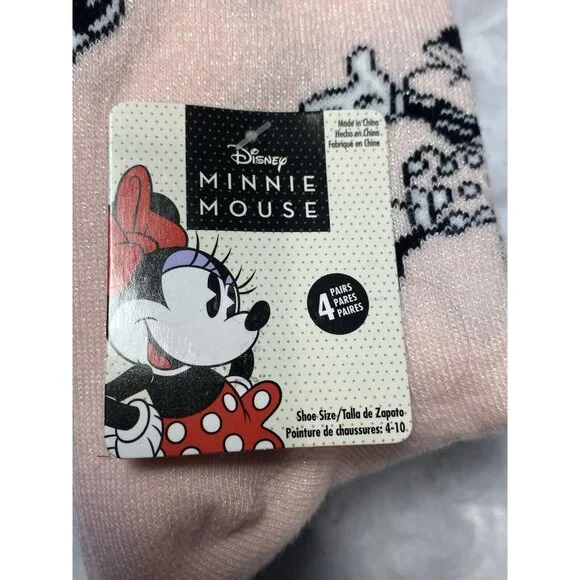 Made in China
Hecho en China
Fabriqué en Chine
Disney
MINNIE
MOUSE
4 PAIRS
PARES
PAIRES
Shoe Size/Talla de Zapato
Pointure de chaussures: 4-10